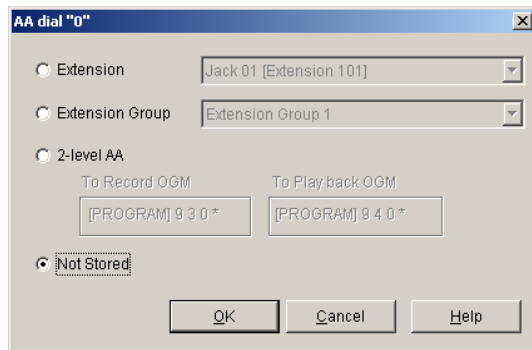 AA dial "0"
Extension
Jack 01 [Extension 101]
Extension Group
Extension Group 1
2-level AA
To Record OGM
To Play back OGM
[PROGRAM] 9 3 0 *
[PROGRAM] 9 4 0 *
Not Stored
OK
Cancel
Help